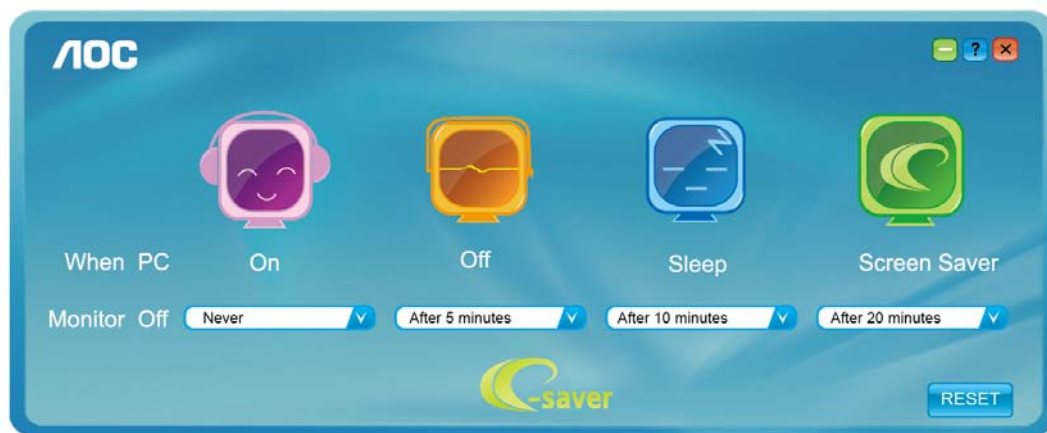 AOC
?
When PC On Off Sleep Screen Saver
Monitor Off Never After 5 minutes After 10 minutes After 20 minutes
e-saver
RESET